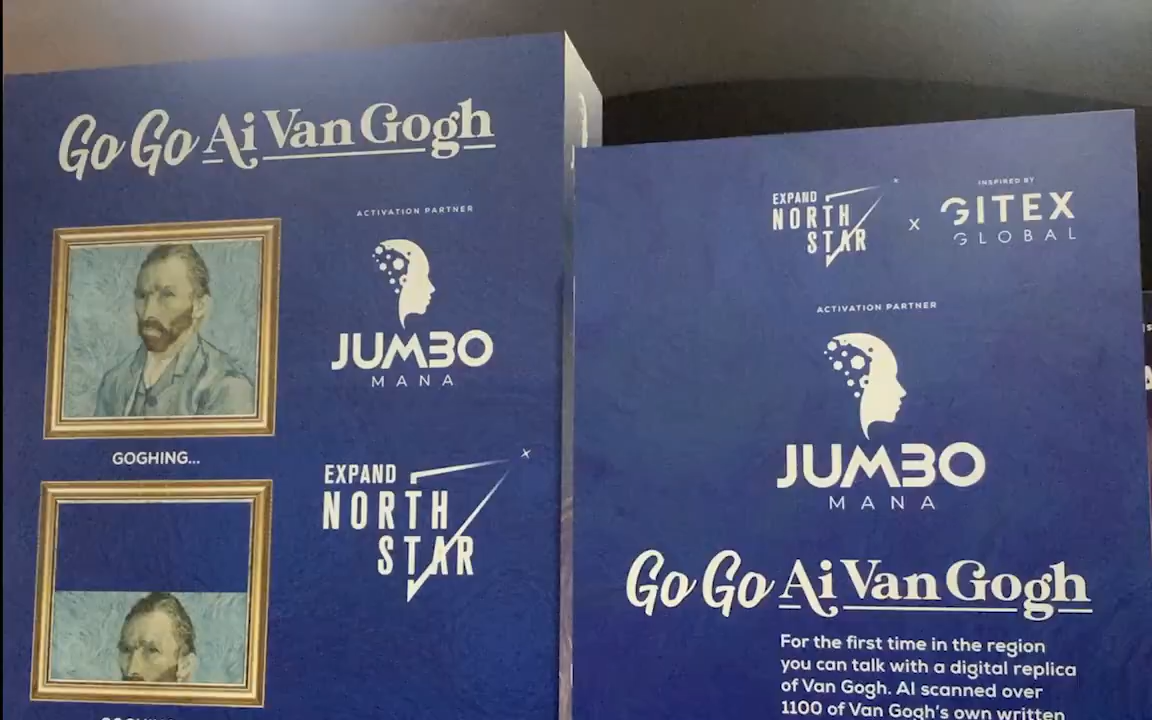 Go Go Ai Van Gogh
ACTIVATION PARTNER
JUMBO
MANA
GOGHING...
EXPAND
NORTH
STAR
EXPAND
NORTH
STAR
x
INSPIRED BY
GITEX
GLOBAL
ACTIVATION PARTNER
JUMBO
MANA
Go Go Ai Van Gogh
For the first time in the region
you can talk with a digital replica
of Van Gogh. AI scanned over
1100 of Van Gogh's own written